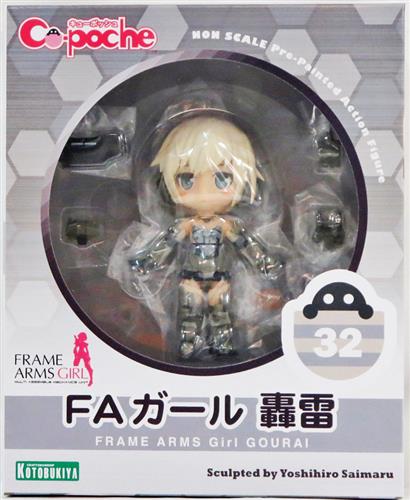 キューポッシュ
Cu-poche
NON SCALE Pre-Painted Action Figure
32
FRAME
ARMS GIRL
FAガール 轟雷
FRAME ARMS Girl GOURAI
KOTOBUKIYA
Sculpted by Yoshihiro Saimaru